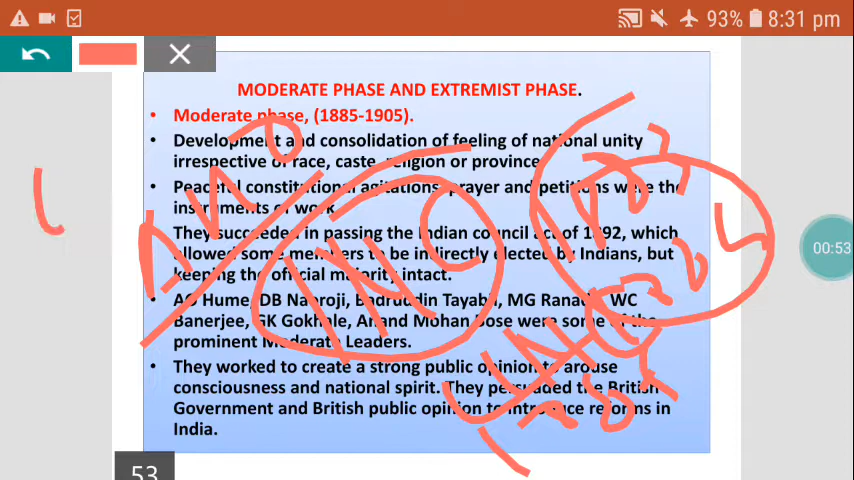 93% 8:31 pm
MODERATE PHASE AND EXTREMIST PHASE.
• Moderate phase, (1885-1905).
• Development and consolidation of feeling of national unity
irrespective of race, caste, religion or province
• Peaceful constitutional agitations, prayer and petitions were the
instruments of work
They succeeded in passing the Indian council act of 1892, which
allowed some members to be indirectly elected by Indians, but
keeping the official majority intact.
• AO Hume, DB Naoroji, Badruddin Tayabji, MG Ranade, WC
Banerjee, GK Gokhale, Anand Mohan Bose were some of the
prominent Moderate Leaders.
• They worked to create a strong public opinion to arouse
consciousness and national spirit. They persuaded the British
Government and British public opinion to introduce reforms in
India.
INC
00:53
53